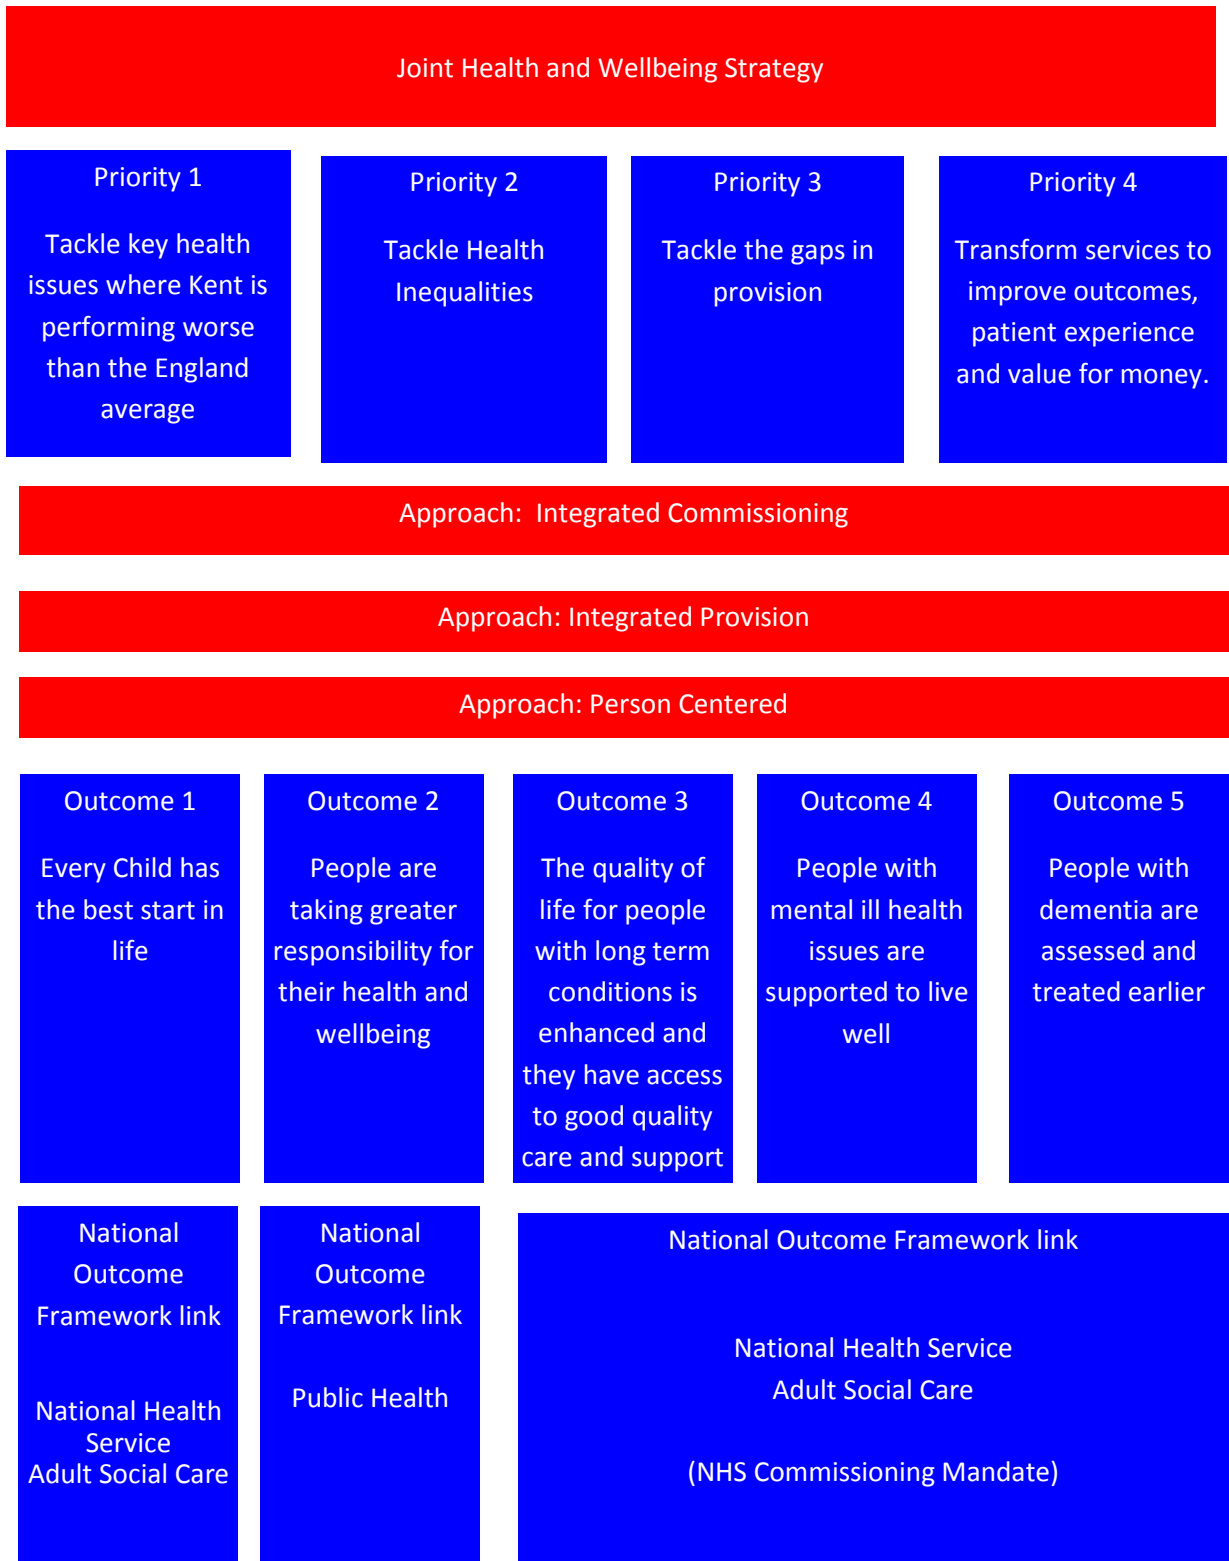 Joint Health and Wellbeing Strategy
Priority 1
Tackle key health
issues where Kent is
performing worse
than the England
average
Priority 2
Tackle Health
Inequalities
Priority 3
Tackle the gaps in
provision
Priority 4
Transform services to
improve outcomes,
patient experience
and value for money.
Approach:  Integrated Commissioning
Approach: Integrated Provision
Approach: Person Centered
Outcome 1
Every Child has
the best start in
life
Outcome 2
People are
taking greater
responsibility for
their health and
wellbeing
Outcome 3
The quality of
life for people
with long term
conditions is
enhanced and
they have access
to good quality
care and support
Outcome 4
People with
mental ill health
issues are
supported to live
well
Outcome 5
People with
dementia are
assessed and
treated earlier
National
Outcome
Framework link
National Health
Service
Adult Social Care
National
Outcome
Framework link
Public Health
National Outcome Framework link
National Health Service
Adult Social Care
(NHS Commissioning Mandate)